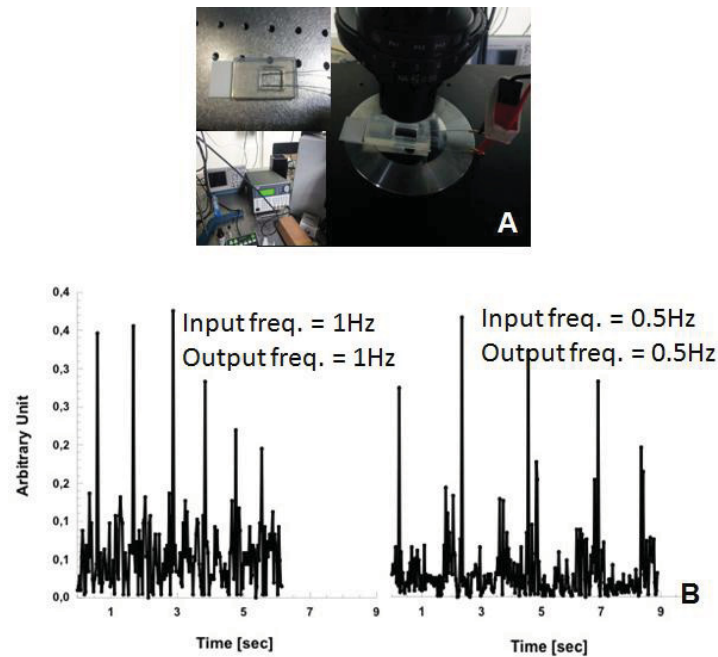 A
0,4
0,4
0,3
0,3
0,2
0,2
0,1
0,1
0,0
Arbitrary Unit
Input freq. = 1Hz
Output freq. = 1Hz
1 3 5 7 9
Time [sec]
Input freq. = 0.5Hz
Output freq. = 0.5Hz
1 3 5 7 9
Time [sec]
B